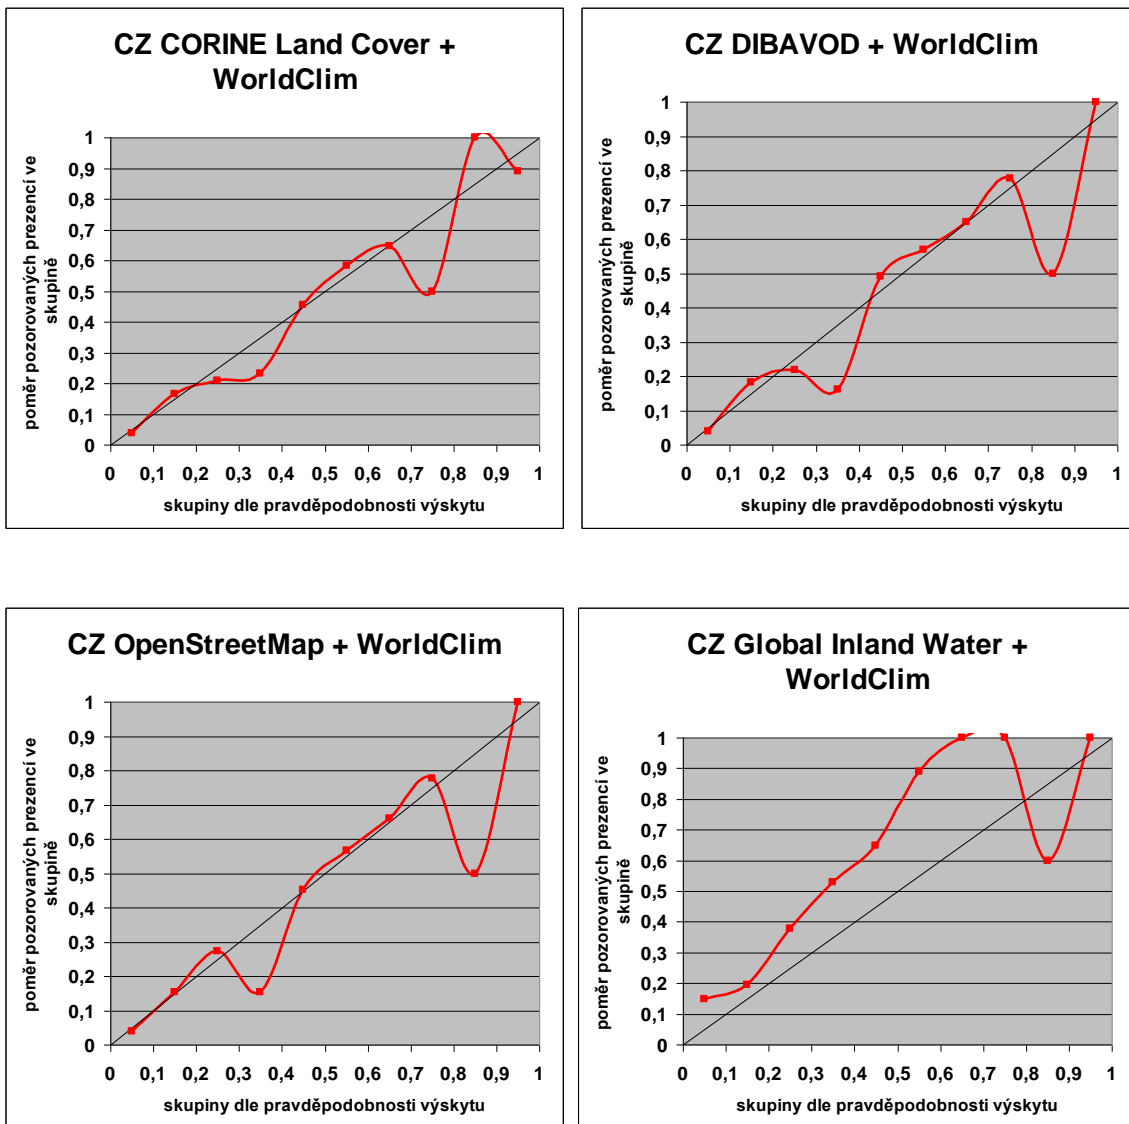 CZ CORINE Land Cover +
WorldClim
poměr pozorovaných prezencí ve
skupině
1
0,9
0,8
0,7
0,6
0,5
0,4
0,3
0,2
0,1
0
0 0,1 0,2 0,3 0,4 0,5 0,6 0,7 0,8 0,9 1
skupiny dle pravděpodobnosti výskytu
CZ DIBAVOD + WorldClim
poměr pozorovaných prezencí ve
skupině
1
0,9
0,8
0,7
0,6
0,5
0,4
0,3
0,2
0,1
0
0 0,1 0,2 0,3 0,4 0,5 0,6 0,7 0,8 0,9 1
skupiny dle pravděpodobnosti výskytu
CZ OpenStreetMap + WorldClim
poměr pozorovaných prezencí ve
skupině
1
0,9
0,8
0,7
0,6
0,5
0,4
0,3
0,2
0,1
0
0 0,1 0,2 0,3 0,4 0,5 0,6 0,7 0,8 0,9 1
skupiny dle pravděpodobnosti výskytu
CZ Global Inland Water +
WorldClim
poměr pozorovaných prezencí ve
skupině
1
0,9
0,8
0,7
0,6
0,5
0,4
0,3
0,2
0,1
0
0 0,1 0,2 0,3 0,4 0,5 0,6 0,7 0,8 0,9 1
skupiny dle pravděpodobnosti výskytu